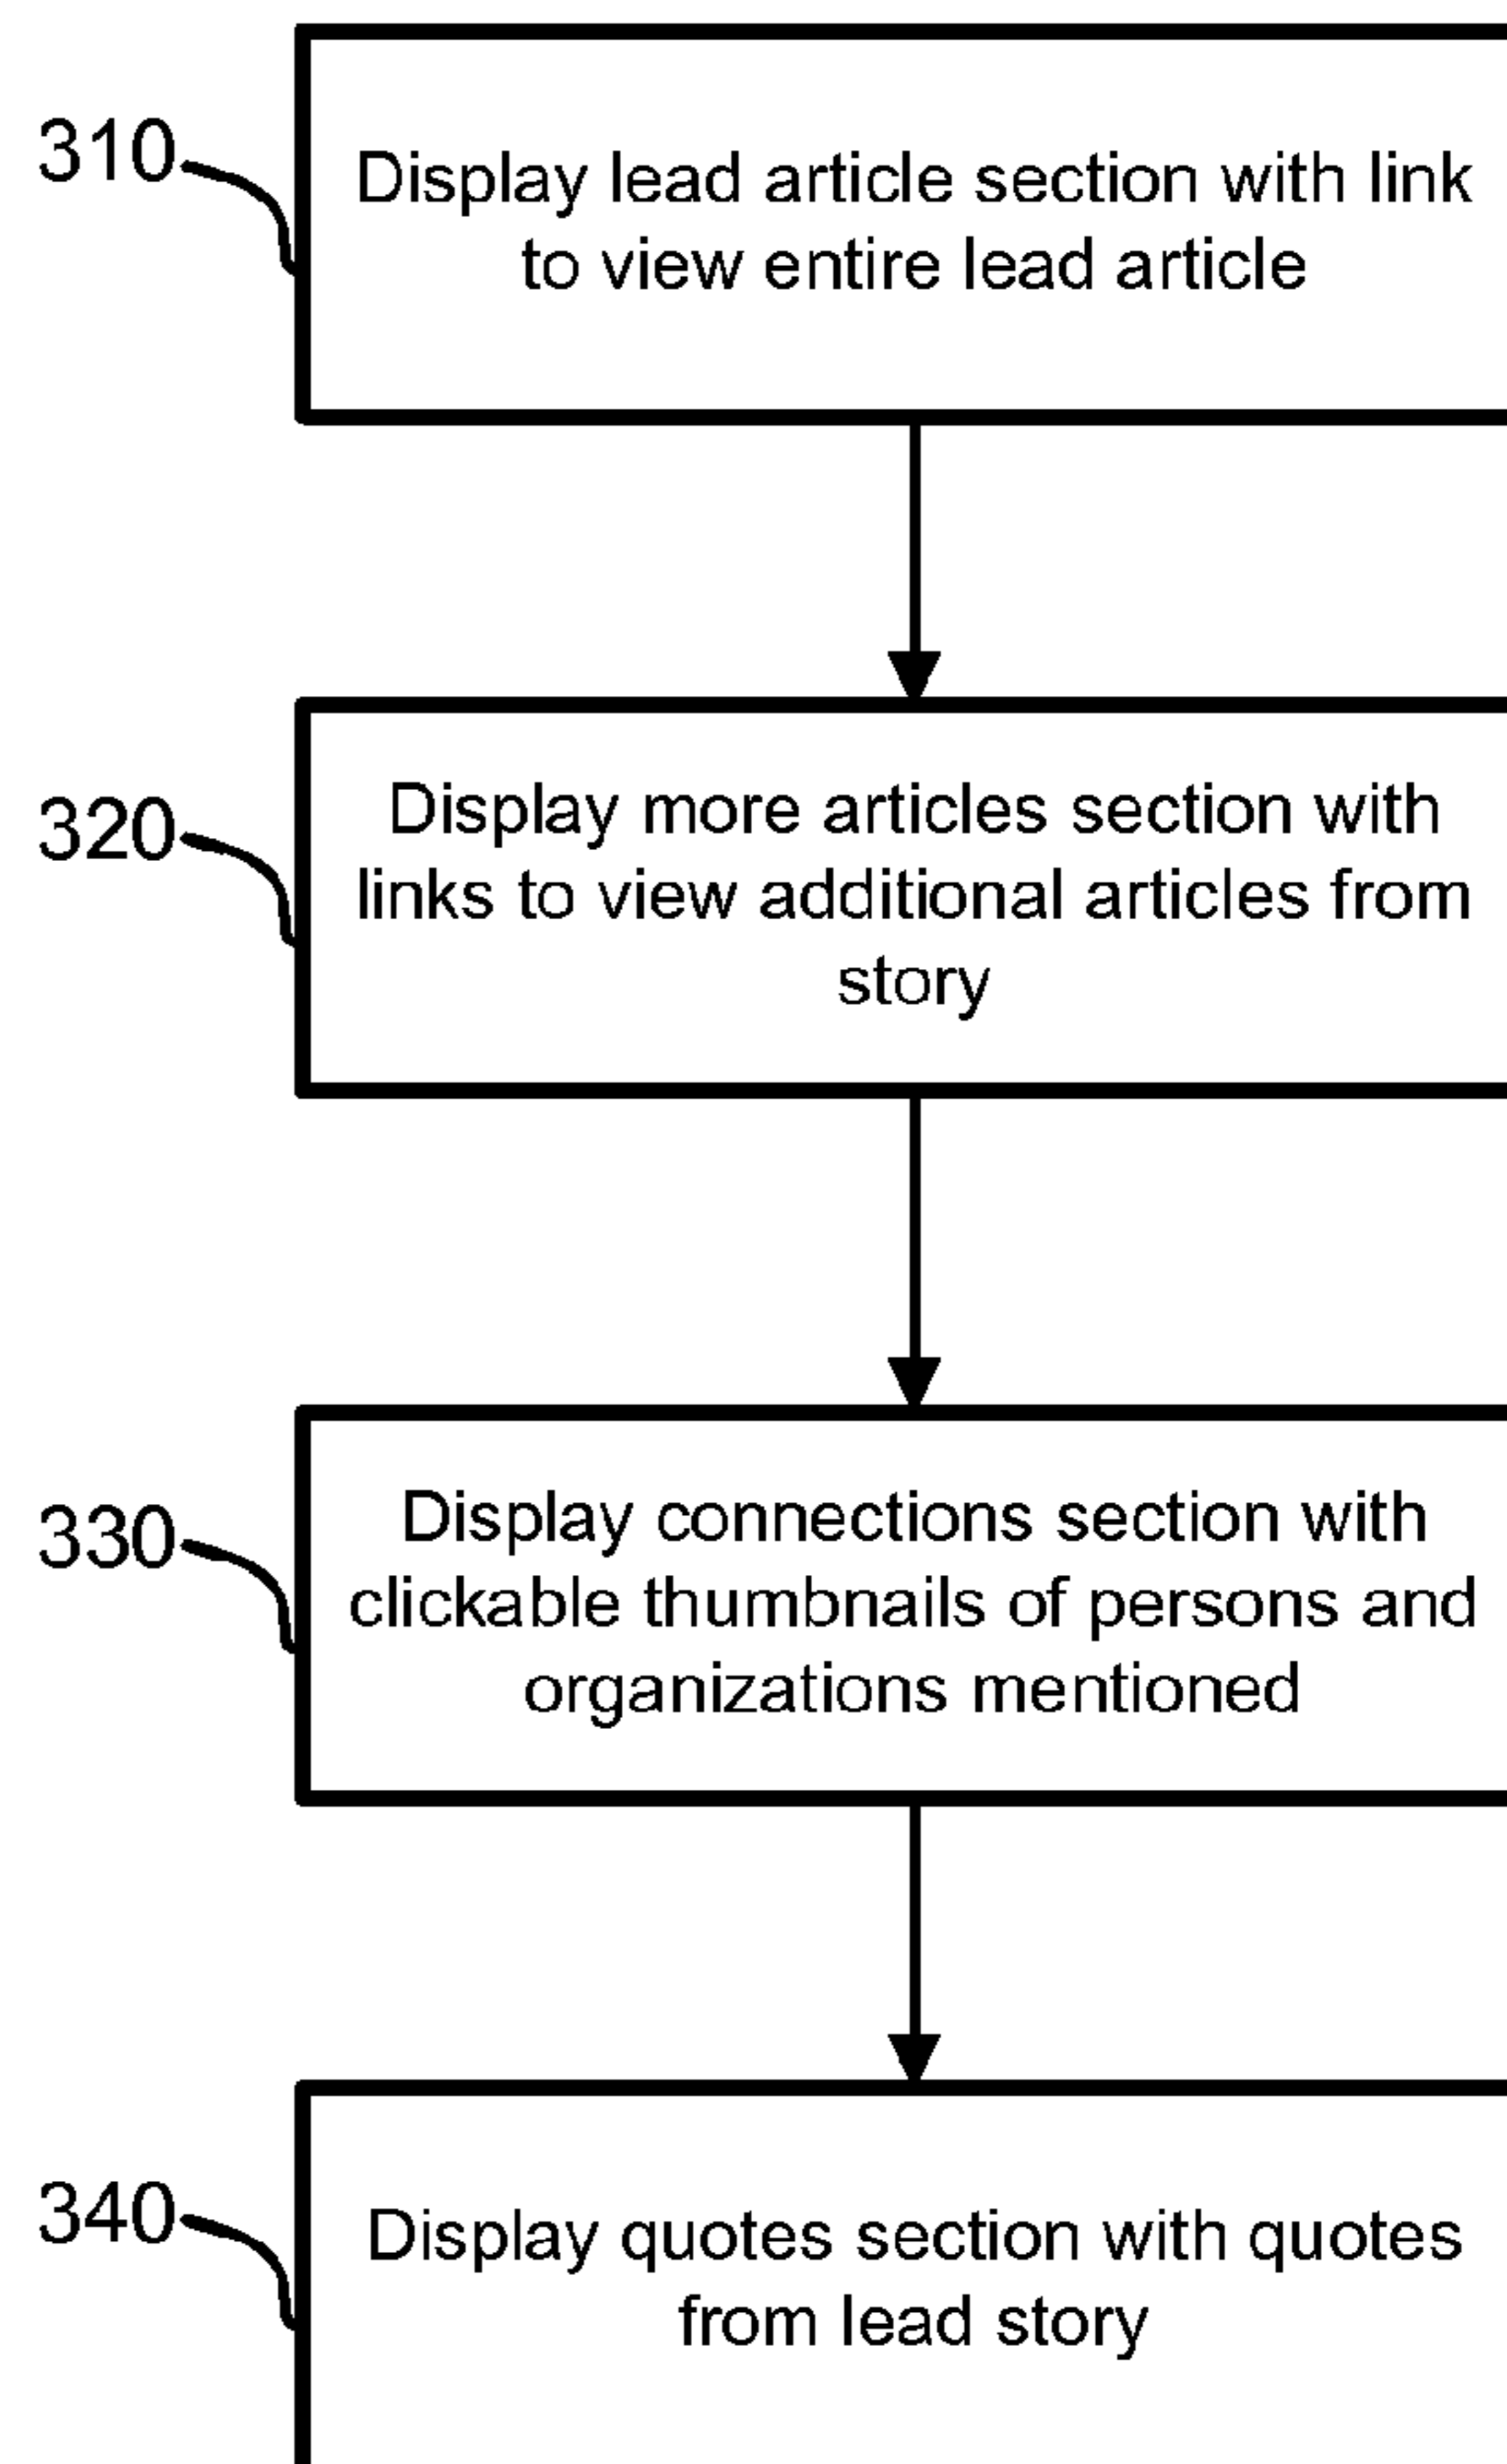 310
Display lead article section with link
to view entire lead article
320
Display more articles section with
links to view additional articles from
story
330
Display connections section with
clickable thumbnails of persons and
organizations mentioned
340
Display quotes section with quotes
from lead story